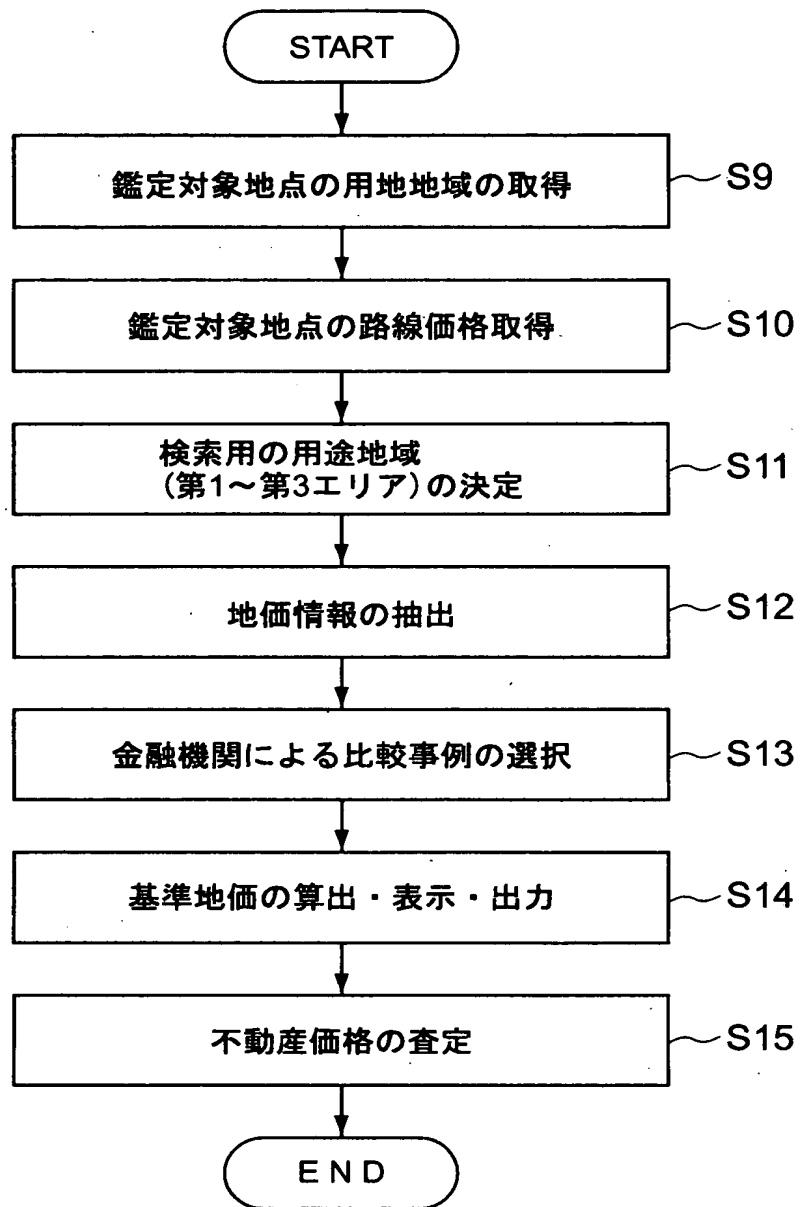 START
鑑定対象地点の用地地域の取得
S9
鑑定対象地点の路線価格取得
S10
検索用の用途地域
(第1～第3エリア)の決定
S11
地価情報の抽出
S12
金融機関による比較事例の選択
S13
基準地価の算出・表示・出力
S14
不動産価格の査定
S15
END